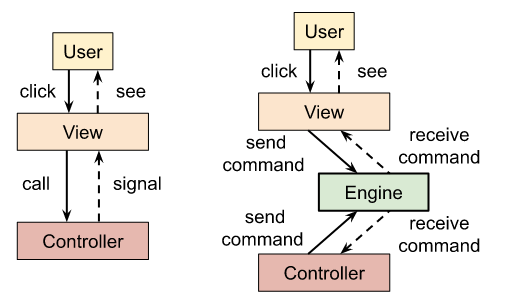 User
click
see
View
call
signal
Controller
User
click
see
View
send
command
receive
command
Engine
send
command
receive
command
Controller